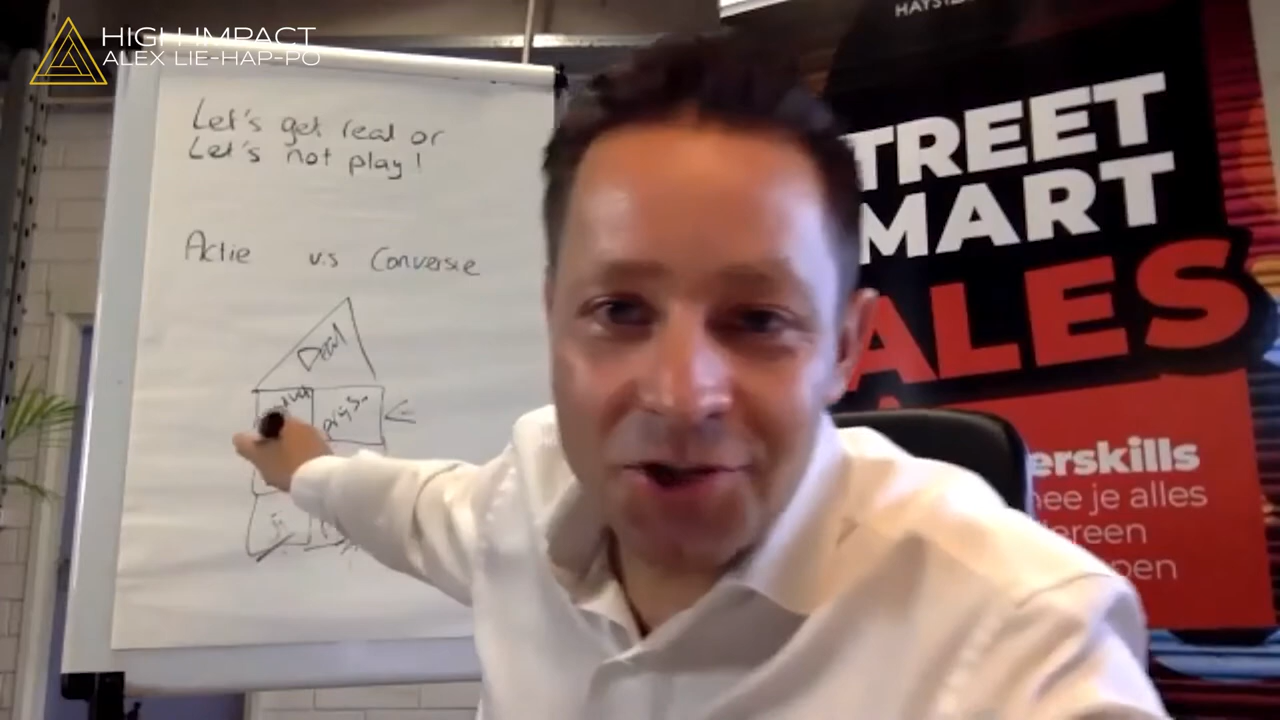 HIGH IMPACT
ALEX LIE-HAP-PO
Let's get real or
Let's not play!
Actie v.s Conversie
Deal
TREET
MART
ALES
erskills
nee je alles
ereen
pen